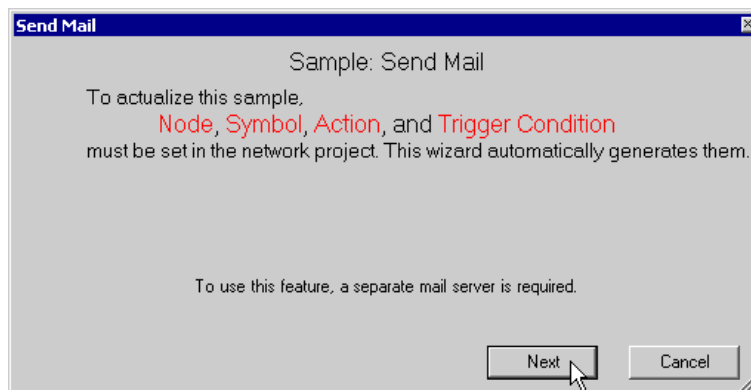 Send Mail
Sample: Send Mail
To actualize this sample,
Node, Symbol, Action, and Trigger Condition
must be set in the network project. This wizard automatically generates them.
To use this feature, a separate mail server is required.
Next
Cancel